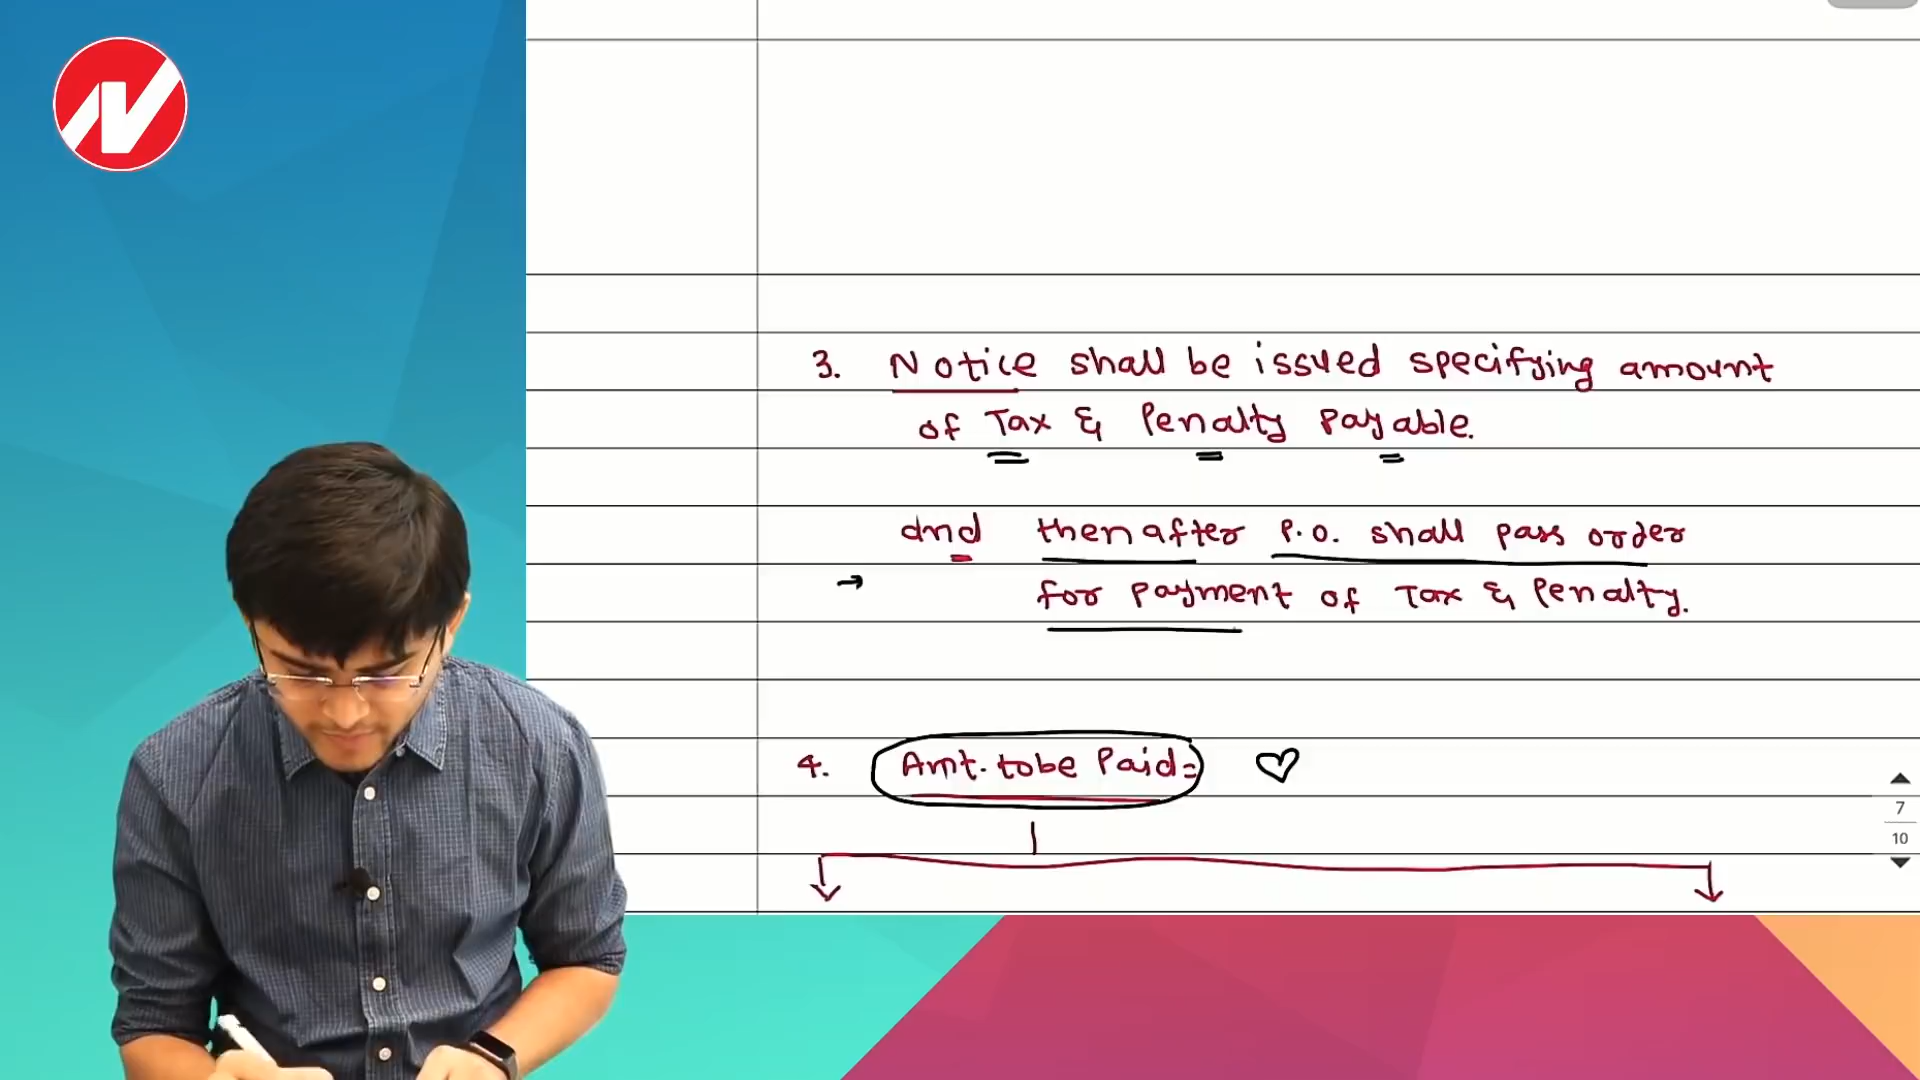 3. Notice shall be issued specifying amount
of Tax & Penalty Payable.
and thenafter P.O. shall pass order
→ for payment of Tax & Penalty.
4. Amt. tobe Paid=
7
10